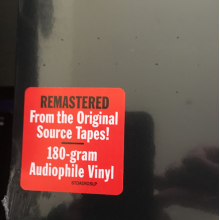 REMASTERED
From the Original
Source Tapes!
180-gram
Audiophile Vinyl